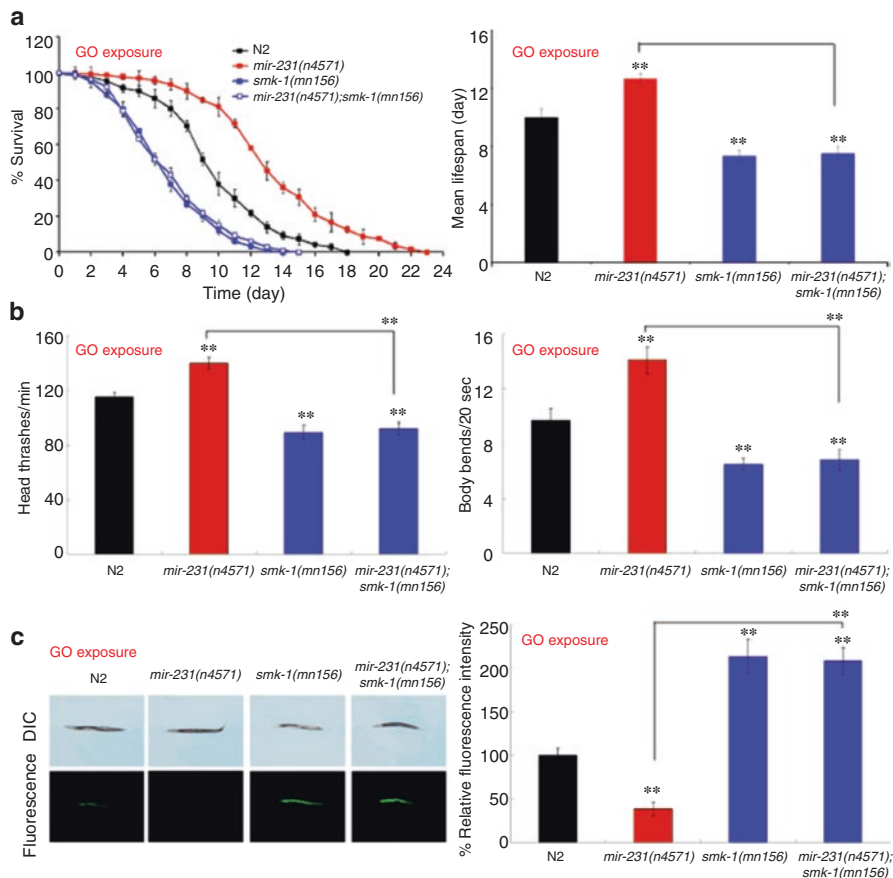 a
120
100
80
60
40
20
0
% Survival
GO exposure
N2
mir-231(n4571)
smk-1(mn156)
mir-231(n4571);smk-1(mn156)
0 2 4 6 8 10 12 14 16 18 20 22 24
Time (day)
16
12
8
4
0
Mean lifespan (day)
GO exposure
**
**
**
N2
mir-231(n4571)
smk-1(mn156)
mir-231(n4571);
smk-1(mn156)
b
160
120
80
40
0
Head thrashes/min
GO exposure
**
**
**
**
N2
mir-231(n4571)
smk-1(mn156)
mir-231(n4571);
smk-1(mn156)
16
12
8
4
0
Body bends/20 sec
GO exposure
**
**
**
**
N2
mir-231(n4571)
smk-1(mn156)
mir-231(n4571);
smk-1(mn156)
c
GO exposure
N2
mir-231(n4571)
smk-1(mn156)
mir-231(n4571);
smk-1(mn156)
DIC
Fluorescence
250
200
150
100
50
0
% Relative fluorescence intensity
GO exposure
**
**
**
**
N2
mir-231(n4571)
smk-1(mn156)
mir-231(n4571);
smk-1(mn156)